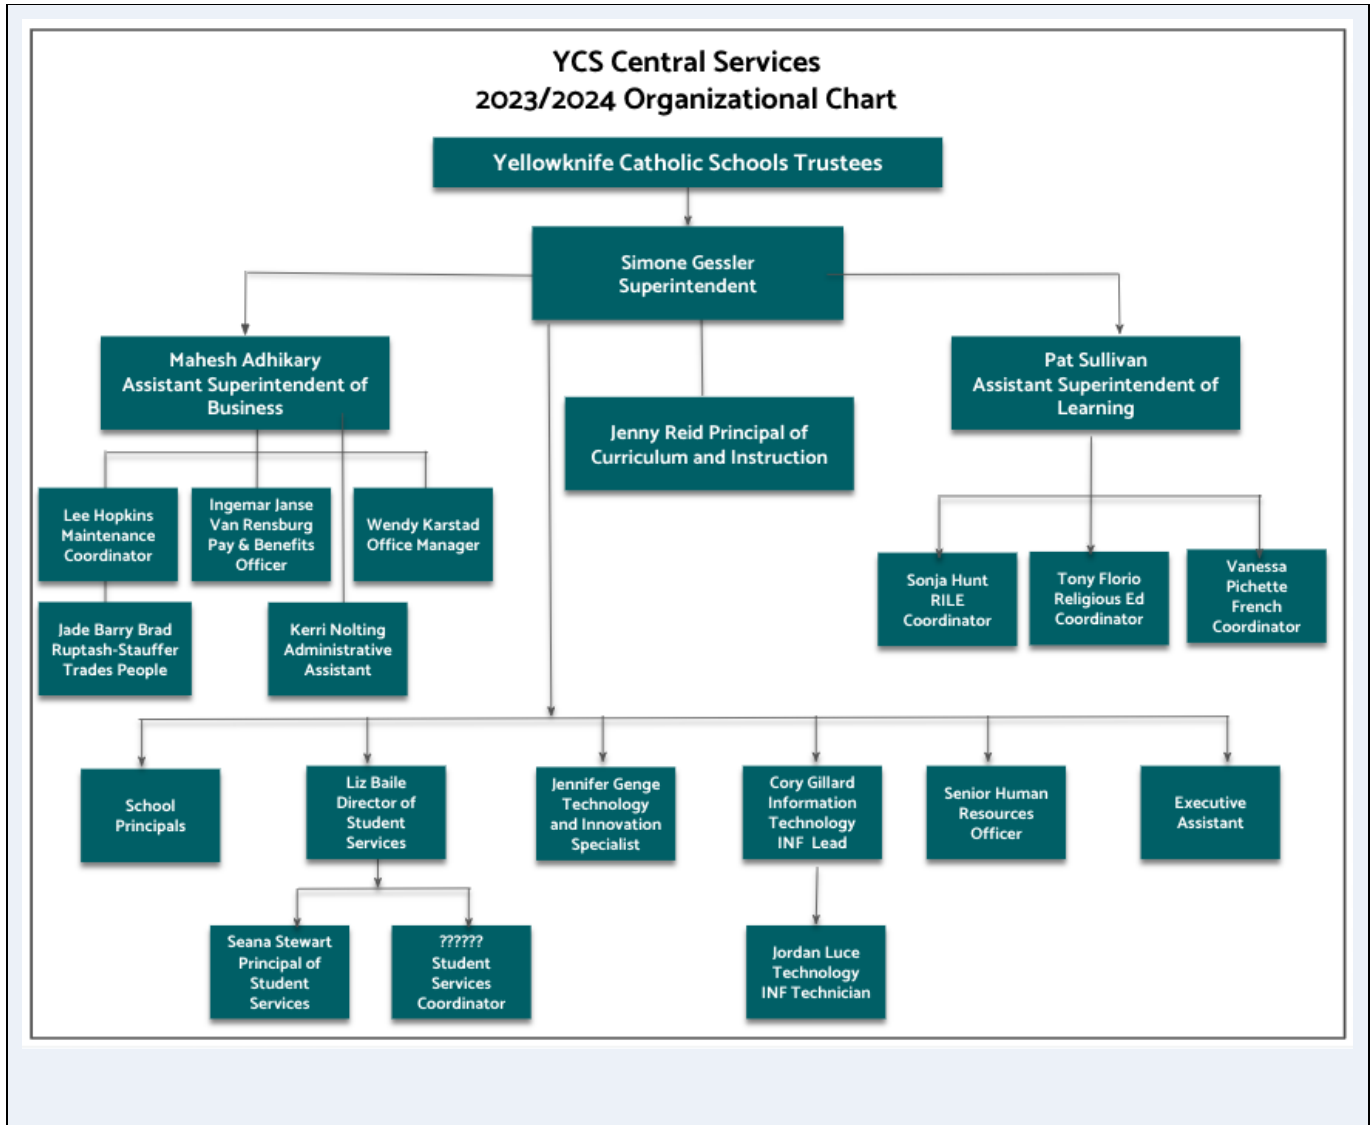 YCS Central Services
2023/2024 Organizational Chart
Yellowknife Catholic Schools Trustees
Simone Gessler
Superintendent
Mahesh Adhikary
Assistant Superintendent of
Business
Jenny Reid Principal of
Curriculum and Instruction
Pat Sullivan
Assistant Superintendent of
Learning
Lee Hopkins
Maintenance
Coordinator
Ingemar Janse
Van Rensburg
Pay & Benefits
Officer
Wendy Karstad
Office Manager
Jade Barry Brad
Ruptash-Stauffer
Trades People
Kerri Nolting
Administrative
Assistant
Sonja Hunt
RILE
Coordinator
Tony Florio
Religious Ed
Coordinator
Vanessa
Pichette
French
Coordinator
School
Principals
Liz Baile
Director of
Student
Services
Jennifer Genge
Technology
and Innovation
Specialist
Cory Gillard
Information
Technology
INF Lead
Senior Human
Resources
Officer
Executive
Assistant
Seana Stewart
Principal of
Student
Services
??????
Student
Services
Coordinator
Jordan Luce
Technology
INF Technician